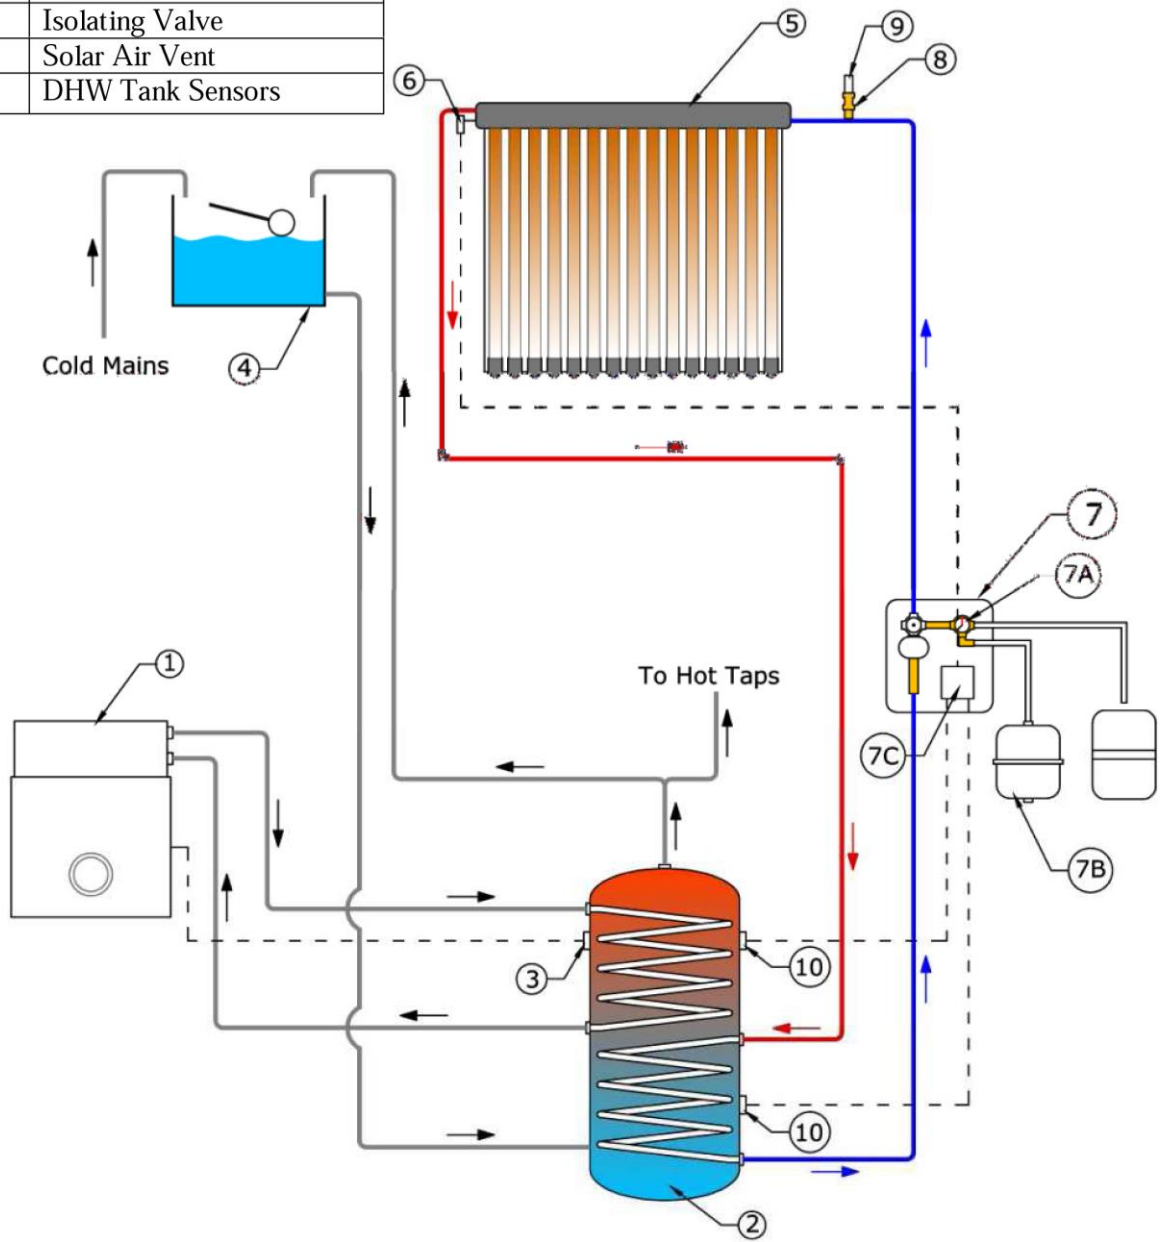 Isolating Valve
Solar Air Vent
DHW Tank Sensors
5
9
8
6
Cold Mains
4
7
7A
1
To Hot Taps
7C
7B
3
10
10
2